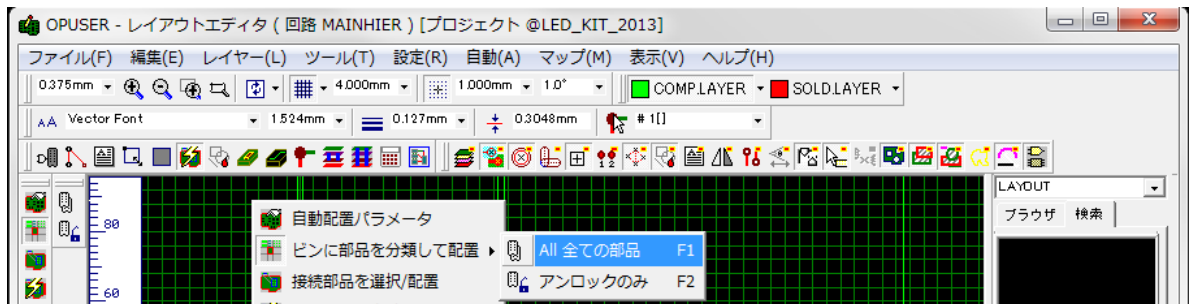 OPUSER - レイアウトエディタ ( 回路 MAINHIER ) [プロジェクト @LED_KIT_2013]
ファイル(F) 編集(E) レイヤー(L) ツール(T) 設定(R) 自動(A) マップ(M) 表示(V) ヘルプ(H)
0.375mm 4.000mm 1.000mm 1.0° COMP.LAYER SOLD.LAYER
AA Vector Font 1.524mm 0.127mm 0.3048mm # 1[]
LAYOUT
ブラウザ 検索
80
自動配置パラメータ
ビンに部品を分類して配置 All 全ての部品 F1
60 接続部品を選択/配置 アンロックのみ F2